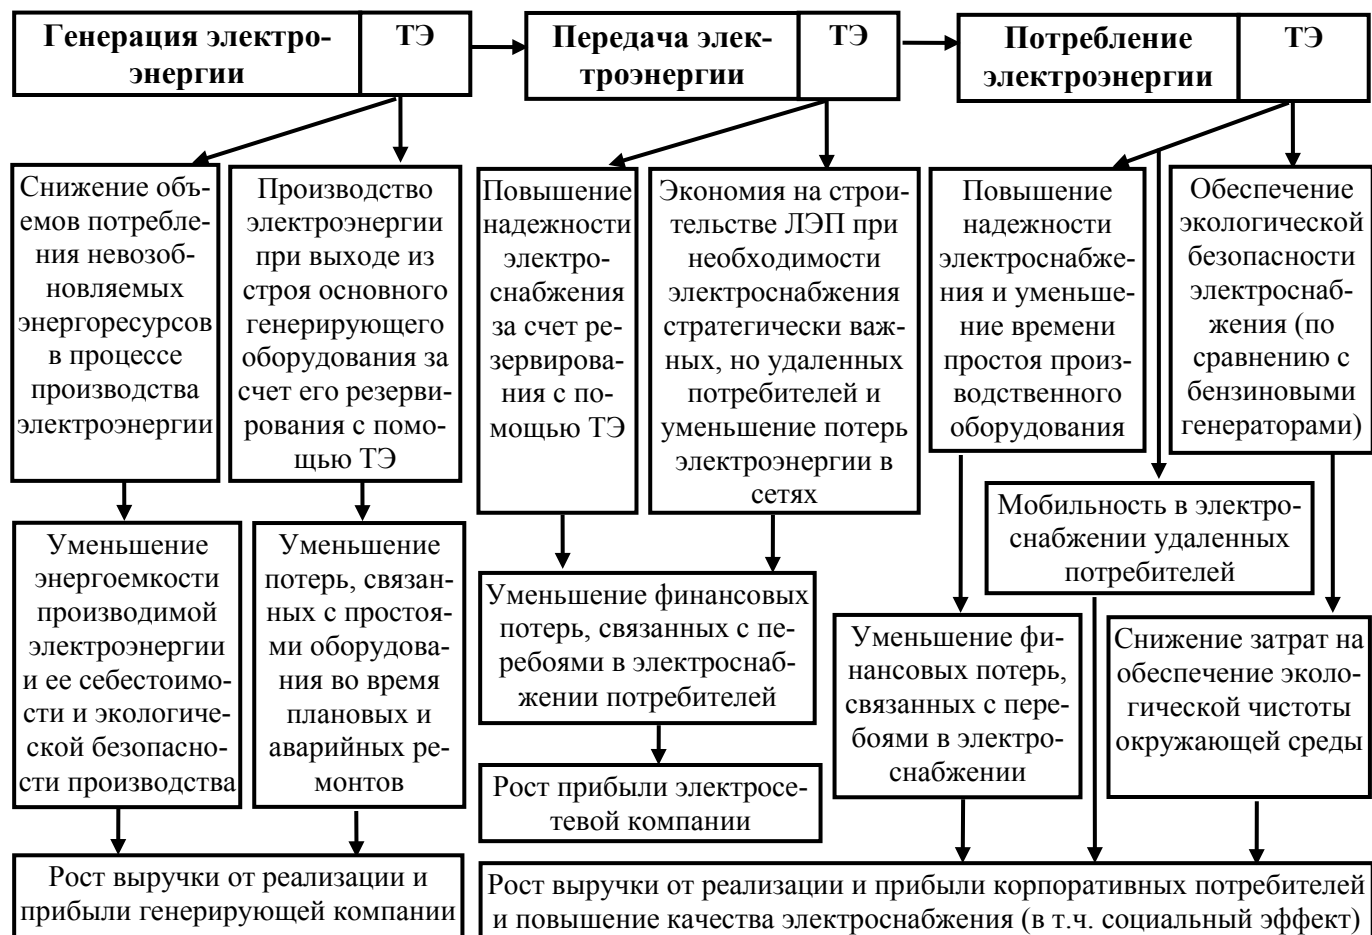 Генерация электро-
энергии
ТЭ
Передача элек-
троэнергии
ТЭ
Потребление
электроэнергии
ТЭ
Снижение объ-
емов потребле-
ния невозоб-
новляемых
энергоресурсов
в процессе
производства
электроэнергии
Производство
электроэнергии
при выходе из
строя основного
генерирующего
оборудования за
счет его резерви-
рования с помо-
щью ТЭ
Повышение
надежности
электро-
снабжения
за счет ре-
зервирова-
ния с по-
мощью ТЭ
Экономия на строи-
тельстве ЛЭП при
необходимости
электроснабжения
стратегически важ-
ных, но удаленных
потребителей и
уменьшение потерь
электроэнергии в
сетях
Повышение
надежности
электроснабже-
ния и уменьше-
ние времени
простоя произ-
водственного
оборудования
Обеспечение
экологической
безопасности
электроснаб-
жения (по
сравнению с
бензиновыми
генераторами)
Мобильность в электро-
снабжении удаленных
потребителей
Уменьшение
энергоемкости
производимой
электроэнергии
и ее себестоимо-
сти и экологиче-
ской безопасно-
сти производства
Уменьшение
потерь, связан-
ных с простоя-
ми оборудова-
ния во время
плановых и
аварийных ре-
монтов
Уменьшение финансовых
потерь, связанных с пе-
ребоями в электроснаб-
жении потребителей
Уменьшение фи-
нансовых потерь,
связанных с пере-
боями в электро-
снабжении
Снижение затрат на
обеспечение эколо-
гической чистоты
окружающей среды
Рост прибыли электросе-
тевой компании
Рост выручки от реализации и
прибыли генерирующей компании
Рост выручки от реализации и прибыли корпоративных потребителей
и повышение качества электроснабжения (в т.ч. социальный эффект)